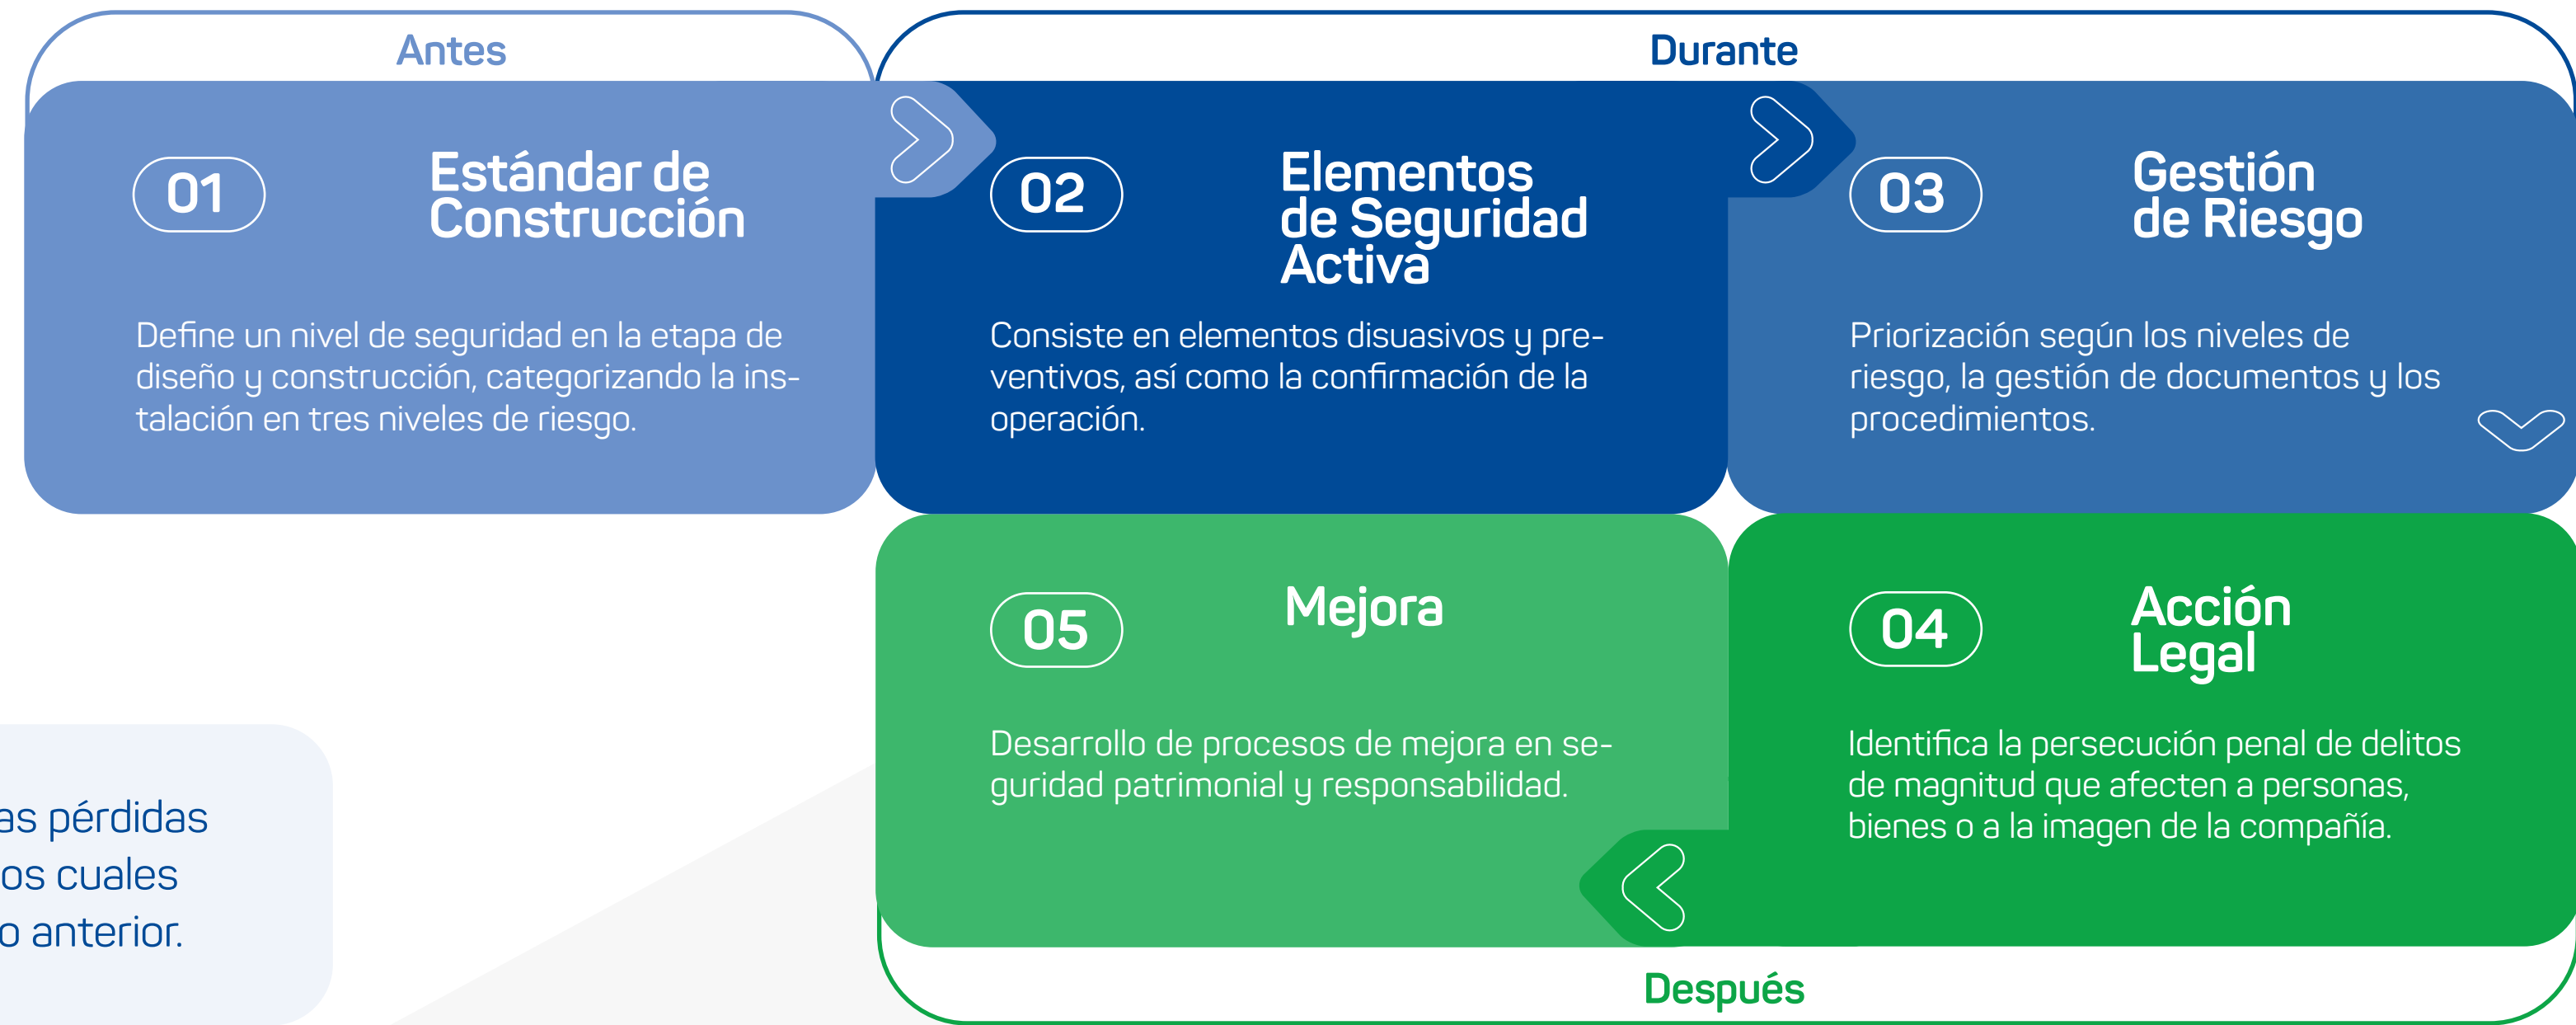 Antes
01
Estándar de
Construcción
Define un nivel de seguridad en la etapa de
diseño y construcción, categorizando la ins-
talación en tres niveles de riesgo.
Durante
02
Elementos
de Seguridad
Activa
Consiste en elementos disuasivos y pre-
ventivos, así como la confirmación de la
operación.
03
Gestión
de Riesgo
Priorización según los niveles de
riesgo, la gestión de documentos y los
procedimientos.
04
Acción
Legal
Identifica la persecución penal de delitos
de magnitud que afecten a personas,
bienes o a la imagen de la compañía.
05
Mejora
Desarrollo de procesos de mejora en se-
guridad patrimonial y responsabilidad.
Después
as pérdidas
os cuales
o anterior.